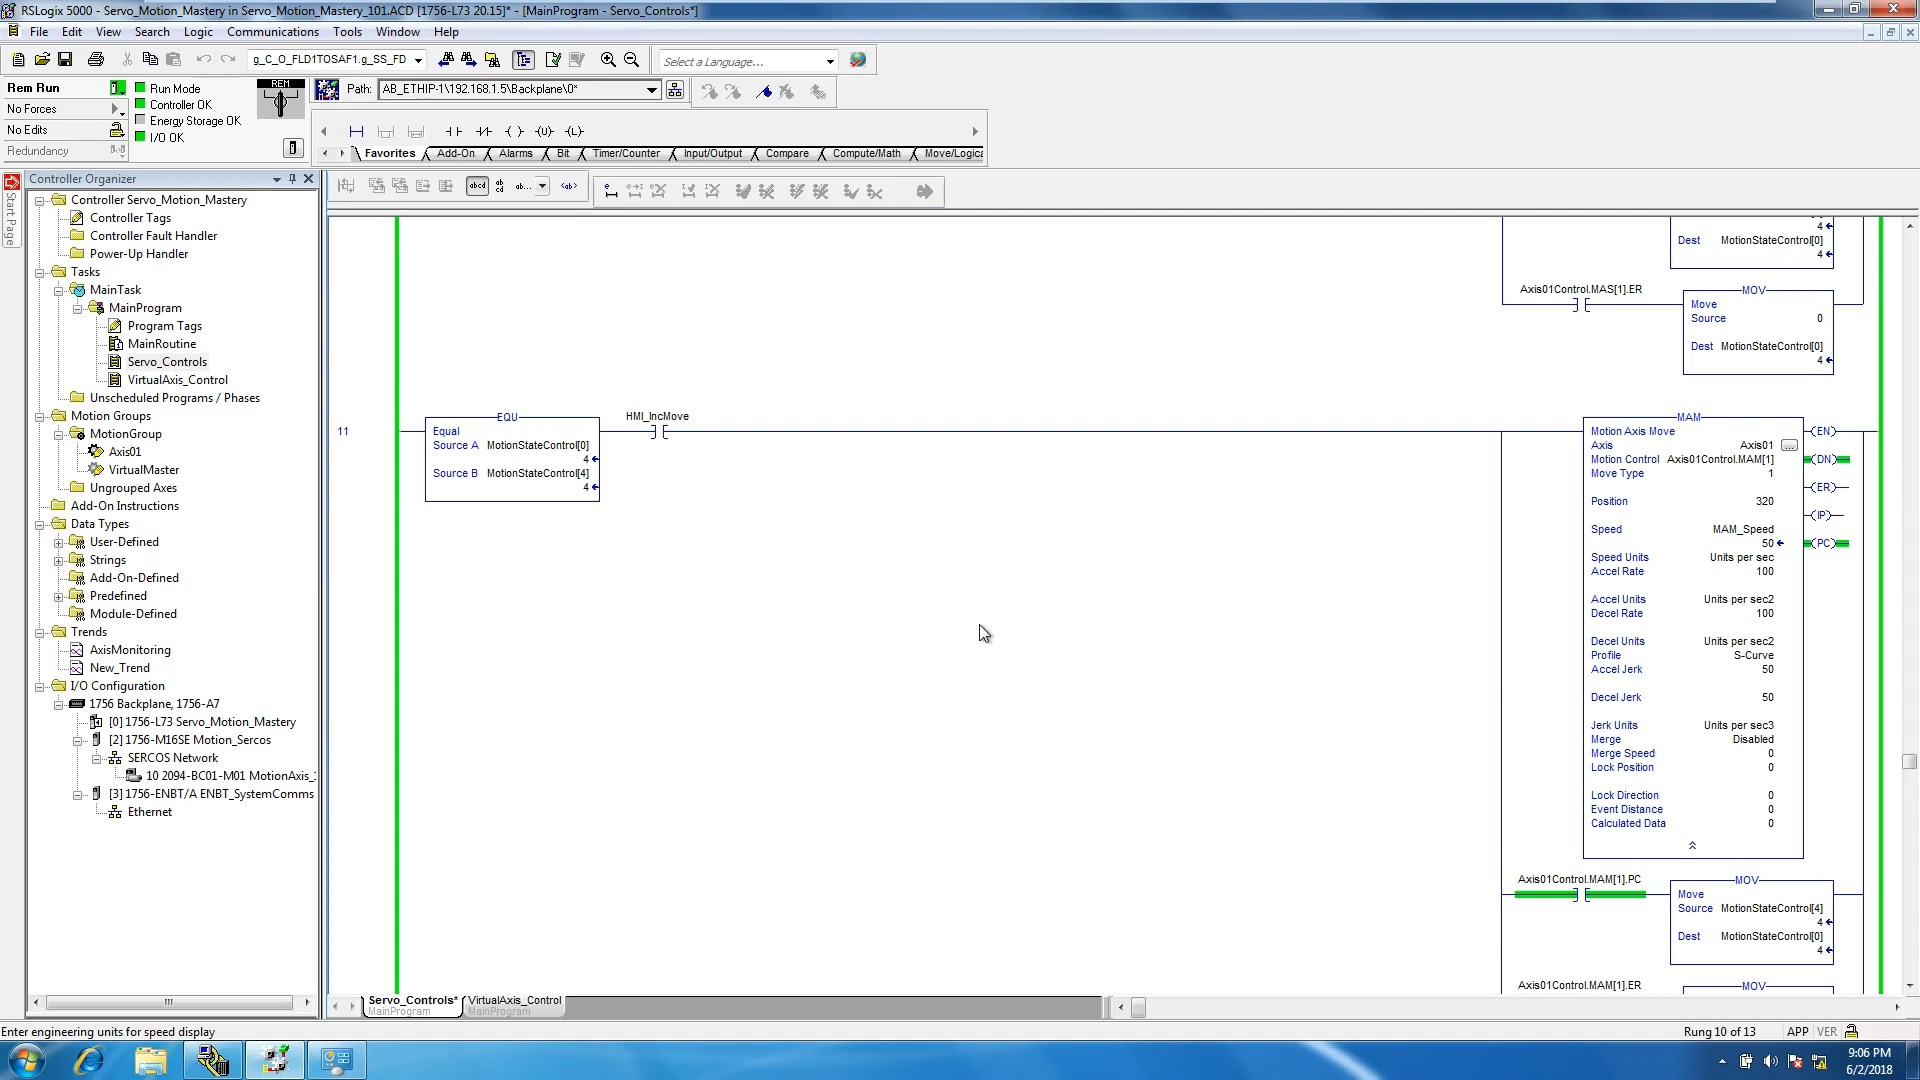 RSLogix 5000 - Servo_Motion_Mastery in Servo_Motion_Mastery_101.ACD [1756-L73 20.15]* - [MainProgram - Servo_Controls*]
File Edit View Search Logic Communications Tools Window Help
g_C_O_FLD1TOSAF1.g_SS_FD
Select a Language...
Rem Run
No Forces
No Edits
Redundancy
Run Mode
Controller OK
Energy Storage OK
I/O OK
REM
Path: AB_ETHIP-1\192.168.1.5\Backplane\0*
Favorites Add-On Alarms Bit Timer/Counter Input/Output Compare Compute/Math Move/Logica
Start Page
Controller Organizer
Controller Servo_Motion_Mastery
Controller Tags
Controller Fault Handler
Power-Up Handler
Tasks
MainTask
MainProgram
Program Tags
MainRoutine
Servo_Controls
VirtualAxis_Control
Unscheduled Programs / Phases
Motion Groups
MotionGroup
Axis01
VirtualMaster
Ungrouped Axes
Add-On Instructions
Data Types
User-Defined
Strings
Add-On-Defined
Predefined
Module-Defined
Trends
AxisMonitoring
New_Trend
I/O Configuration
1756 Backplane, 1756-A7
[0] 1756-L73 Servo_Motion_Mastery
[2] 1756-M16SE Motion_Sercos
SERCOS Network
10 2094-BC01-M01 MotionAxis_
[3] 1756-ENBT/A ENBT_SystemComms
Ethernet
4
Dest MotionStateControl[0]
4
Axis01Control.MAS[1].ER
MOV
Move
Source 0
Dest MotionStateControl[0]
4
11
EQU
Equal
Source A MotionStateControl[0]
4
Source B MotionStateControl[4]
4
HMI_IncMove
MAM
Motion Axis Move
Axis Axis01 ...
Motion Control Axis01Control.MAM[1]
Move Type 1
Position 320
Speed MAM_Speed
50
Speed Units Units per sec
Accel Rate 100
Accel Units Units per sec2
Decel Rate 100
Decel Units Units per sec2
Profile S-Curve
Accel Jerk 50
Decel Jerk 50
Jerk Units Units per sec3
Merge Disabled
Merge Speed 0
Lock Position 0
Lock Direction 0
Event Distance 0
Calculated Data 0
EN
DN
ER
IP
PC
Axis01Control.MAM[1].PC
MOV
Move
Source MotionStateControl[4]
4
Dest MotionStateControl[0]
4
Axis01Control.MAM[1].ER
MOV
Servo_Controls* VirtualAxis_Control
MainProgram MainProgram
Enter engineering units for speed display
Rung 10 of 13 APP VER
9:06 PM
6/2/2018